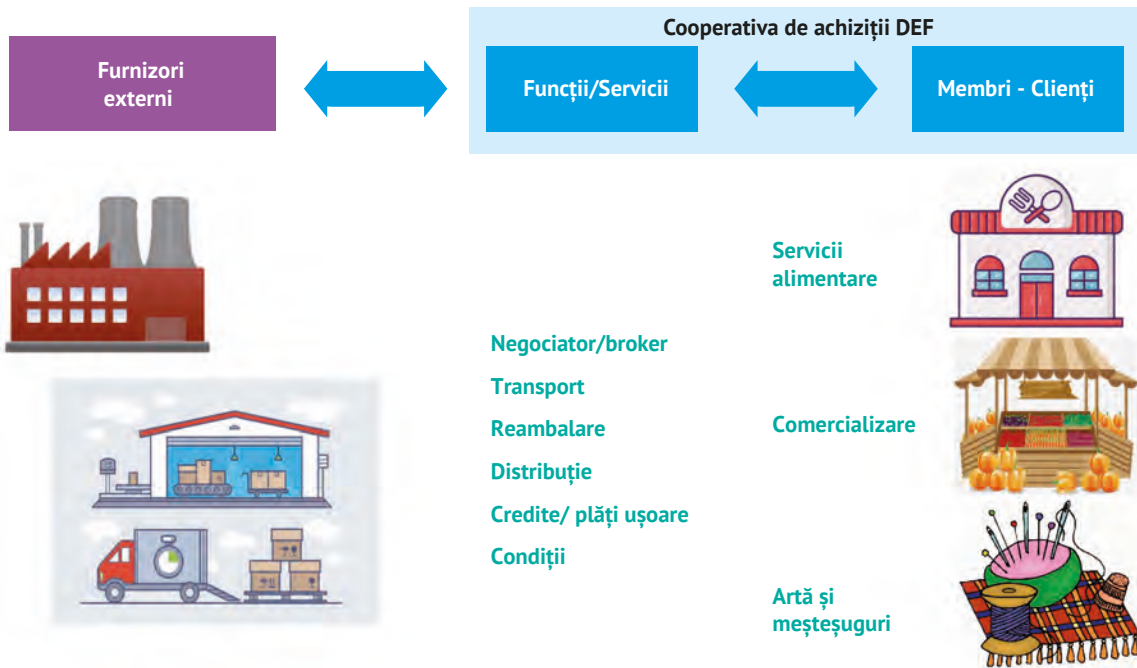 Cooperativa de achiziții DEF
Furnizori
externi
Funcții/Servicii
Membri - Clienți
Servicii
alimentare
Negociator/broker
Transport
Reambalare
Distribuție
Credite/ plăți ușoare
Condiții
Comercializare
Artă și
meșteșuguri